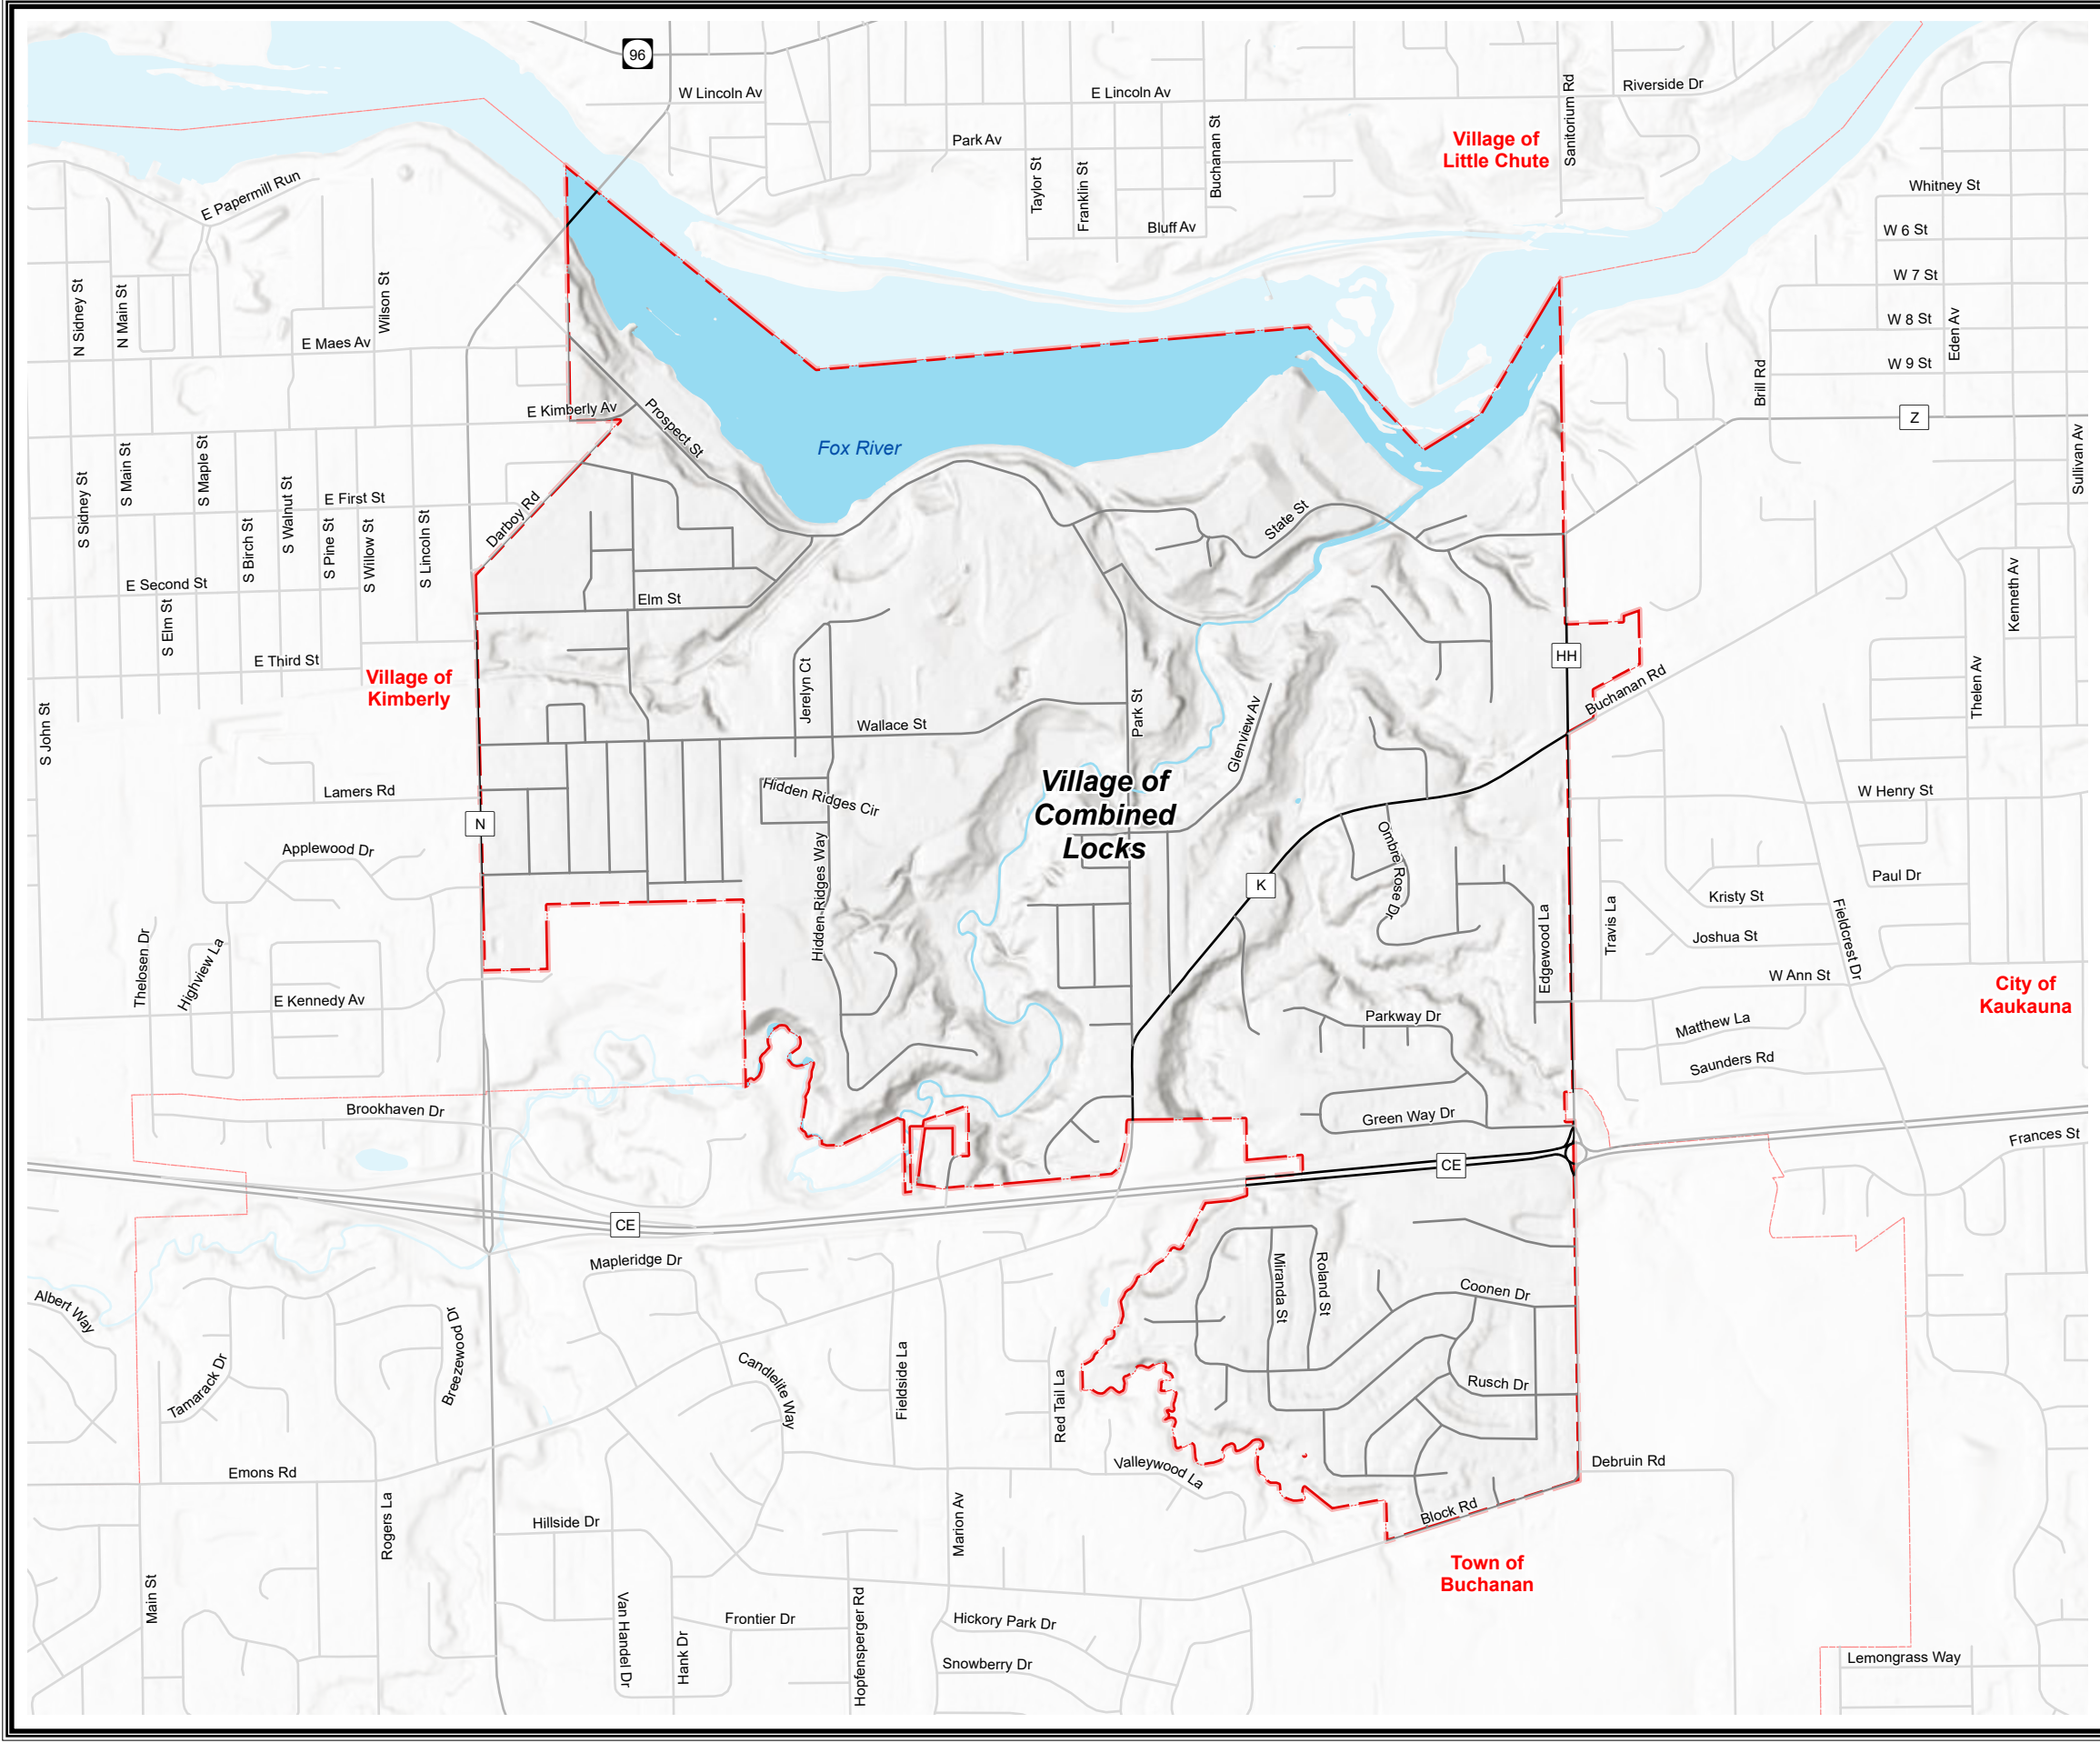 96
W Lincoln Av
E Lincoln Av
Sanitorium Rd
Riverside Dr
Park Av
Buchanan St
Village of
Little Chute
Taylor St
Franklin St
E Papermill Run
Whitney St
Bluff Av
W 6 St
W 7 St
N Sidney St
N Main St
Wilson St
E Maes Av
W 8 St
Eden Av
W 9 St
Brill Rd
E Kimberly Av
Prospect St
Z
Fox River
Sullivan Av
S Sidney St
S Main St
S Maple St
S Birch St
S Walnut St
E First St
S Pine St
S Willow St
S Lincoln St
Darboy Rd
State St
E Second St
S Elm St
Elm St
Kenneth Av
E Third St
Village of
Kimberly
HH
Buchanan Rd
Thelen Av
Jerelyn Ct
Park St
Glenview Av
S John St
Wallace St
Village of
Combined
Locks
Hidden Ridges Cir
Lamers Rd
W Henry St
N
Ombre Rose Dr
Applewood Dr
Hidden Ridges Way
K
Paul Dr
Kristy St
Fieldcrest Dr
Travis La
Edgewood La
Joshua St
Thelosen Dr
Highview La
W Ann St
City of
Kaukauna
E Kennedy Av
Parkway Dr
Matthew La
Saunders Rd
Brookhaven Dr
Green Way Dr
Frances St
CE
CE
Mapleridge Dr
Miranda St
Roland St
Coonen Dr
Albert Way
Tamarack Dr
Breezewood Dr
Candlelite Way
Fieldside La
Red Tail La
Rusch Dr
Emons Rd
Valleywood La
Debruin Rd
Block Rd
Rogers La
Hillside Dr
Marion Av
Town of
Buchanan
Main St
Van Handel Dr
Hank Dr
Frontier Dr
Hopfensperger Rd
Hickory Park Dr
Snowberry Dr
Lemongrass Way